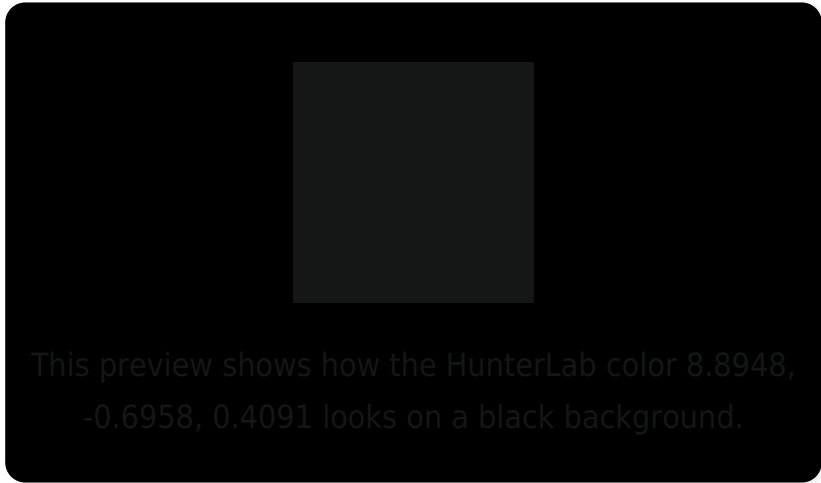 This preview shows how the HunterLab color 8.8948,
-0.6958, 0.4091 looks on a black background.